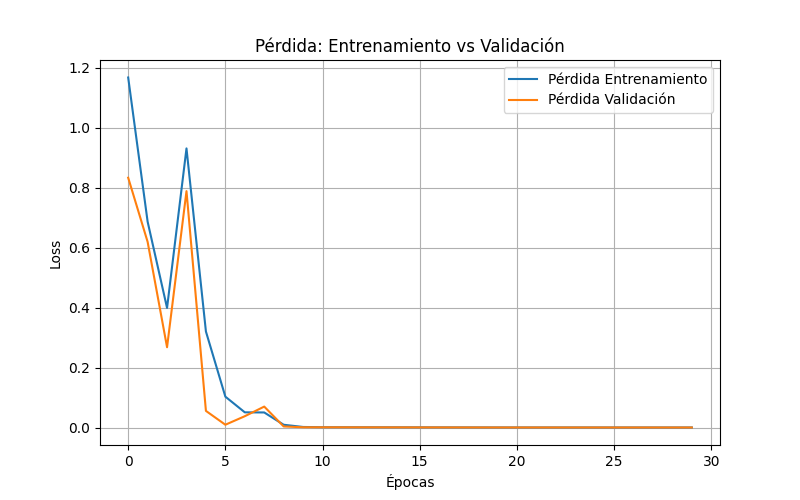 Pérdida: Entrenamiento vs Validación
Pérdida Entrenamiento
Pérdida Validación
Loss
1.2
1.0
0.8
0.6
0.4
0.2
0.0
0 5 10 15 20 25 30
Épocas